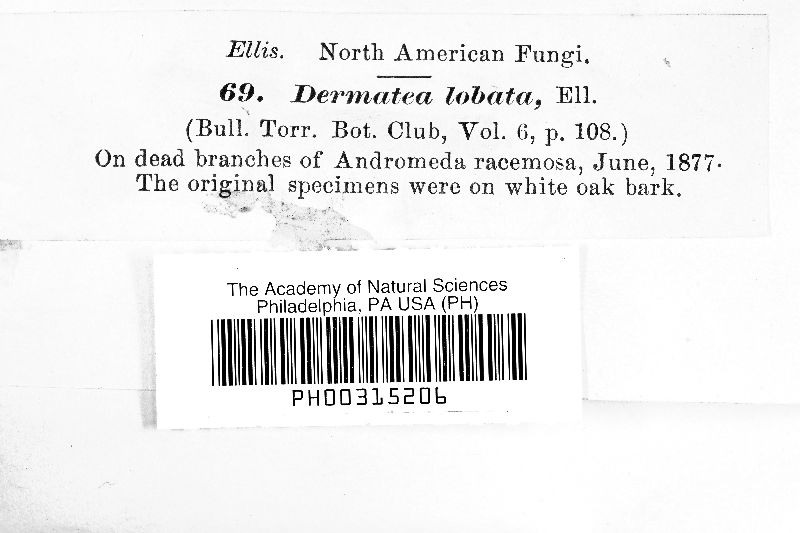 Ellis. North American Fungi.
69. Dermatea lobata, Ell.
(Bull. Torr. Bot. Club, Vol. 6, p. 108.)
On dead branches of Andromeda racemosa, June, 1877.
The original specimens were on white oak bark.
The Academy of Natural Sciences
Philadelphia, PA USA (PH)
PH00315206